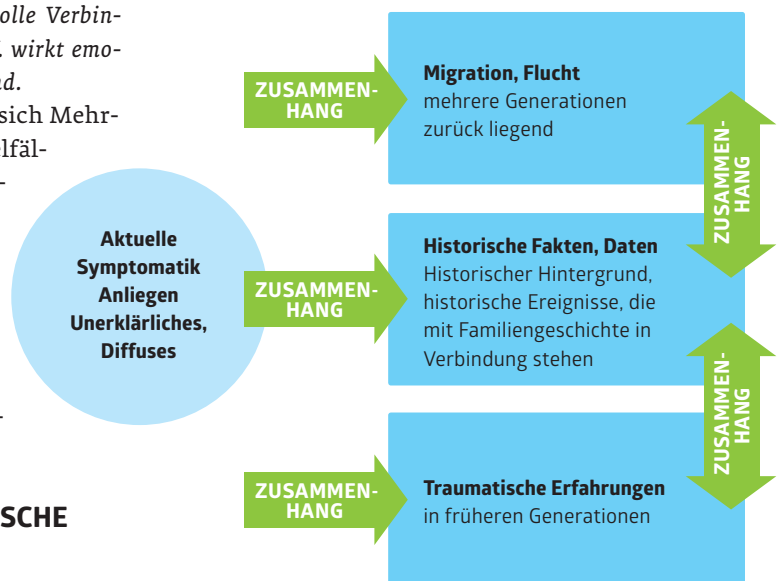 olle Verbin-
. wirkt emo-
d.
sich Mehr-
elfäl-
-
Aktuelle
Symptomatik
Anliegen
Unerklärliches,
Diffuses
-
SCHE
ZUSAMMEN-
HANG
Migration, Flucht
mehrere Generationen
zurück liegend
ZUSAMMEN-
HANG
ZUSAMMEN-
HANG
Historische Fakten, Daten
Historischer Hintergrund,
historische Ereignisse, die
mit Familiengeschichte in
Verbindung stehen
ZUSAMMEN-
HANG
ZUSAMMEN-
HANG
Traumatische Erfahrungen
in früheren Generationen